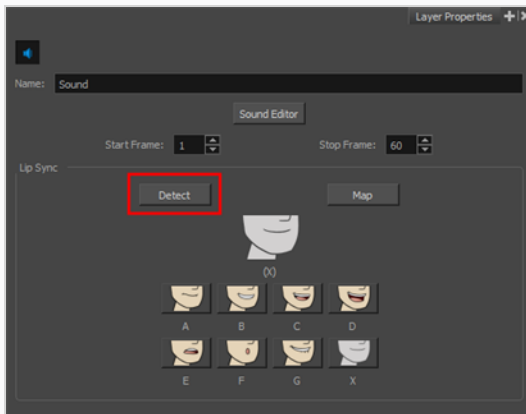 Layer Properties
Name: Sound
Sound Editor
Start Frame: 1 Stop Frame: 60
Lip Sync
Detect Map
(X)
A B C D
E F G X